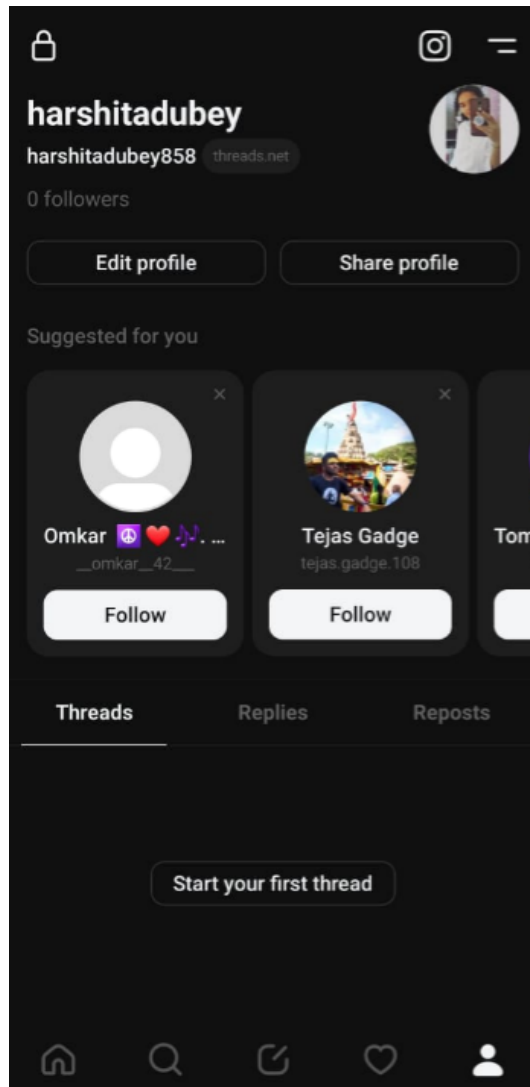 harshitadubey
harshitadubey858 threads.net
0 followers
Edit profile Share profile
Suggested for you
Omkar ☮️❤️🎶. ... Tejas Gadge Tom
__omkar__42___ tejas.gadge.108
Follow Follow
Threads Replies Reposts
Start your first thread